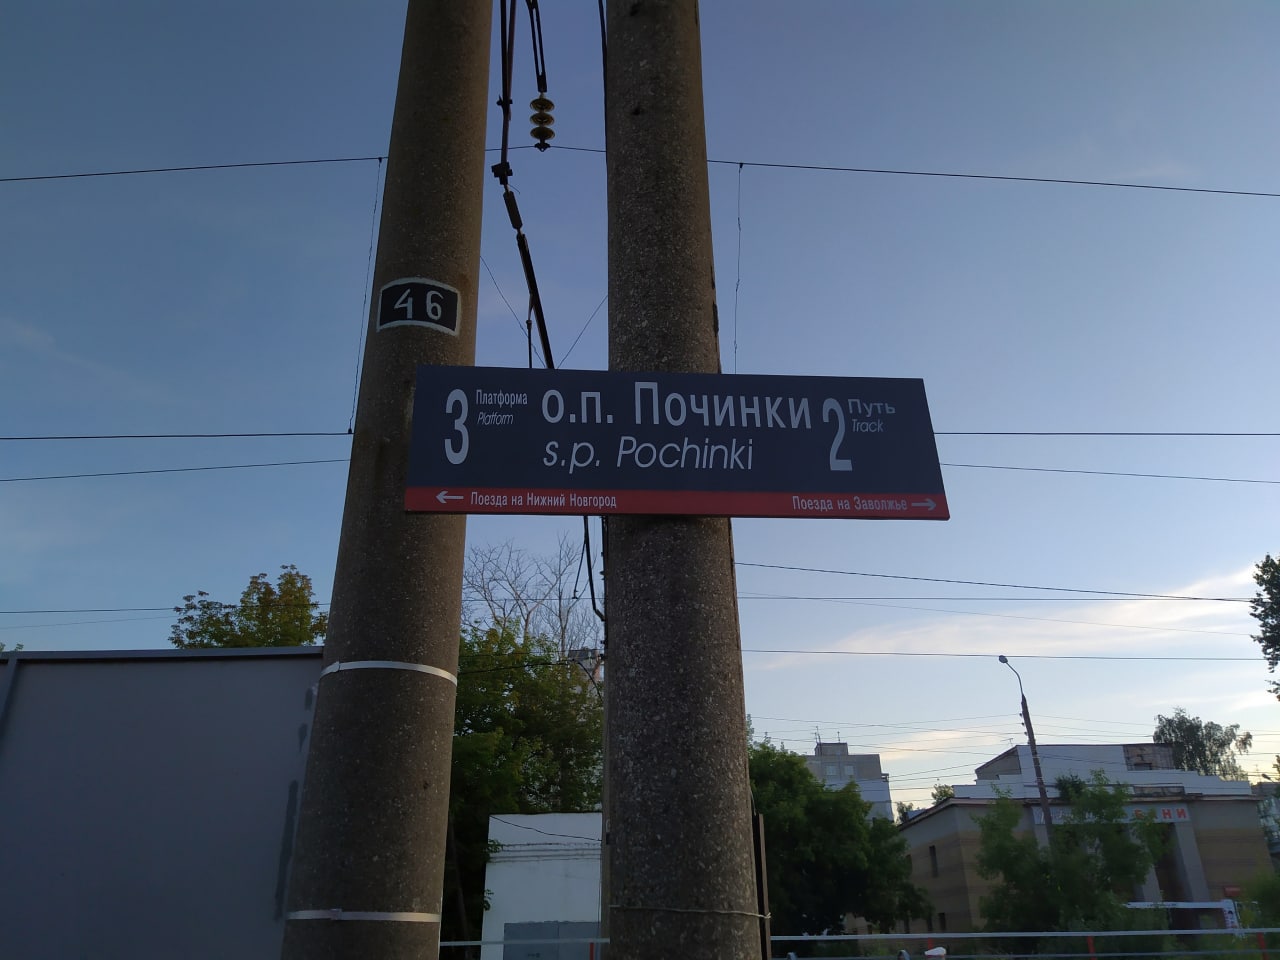 46
3 Платформа
Platform
о.п. Починки
s.p. Pochinki
2 Путь
Track
← Поезда на Нижний Новгород
Поезда на Заволжье →